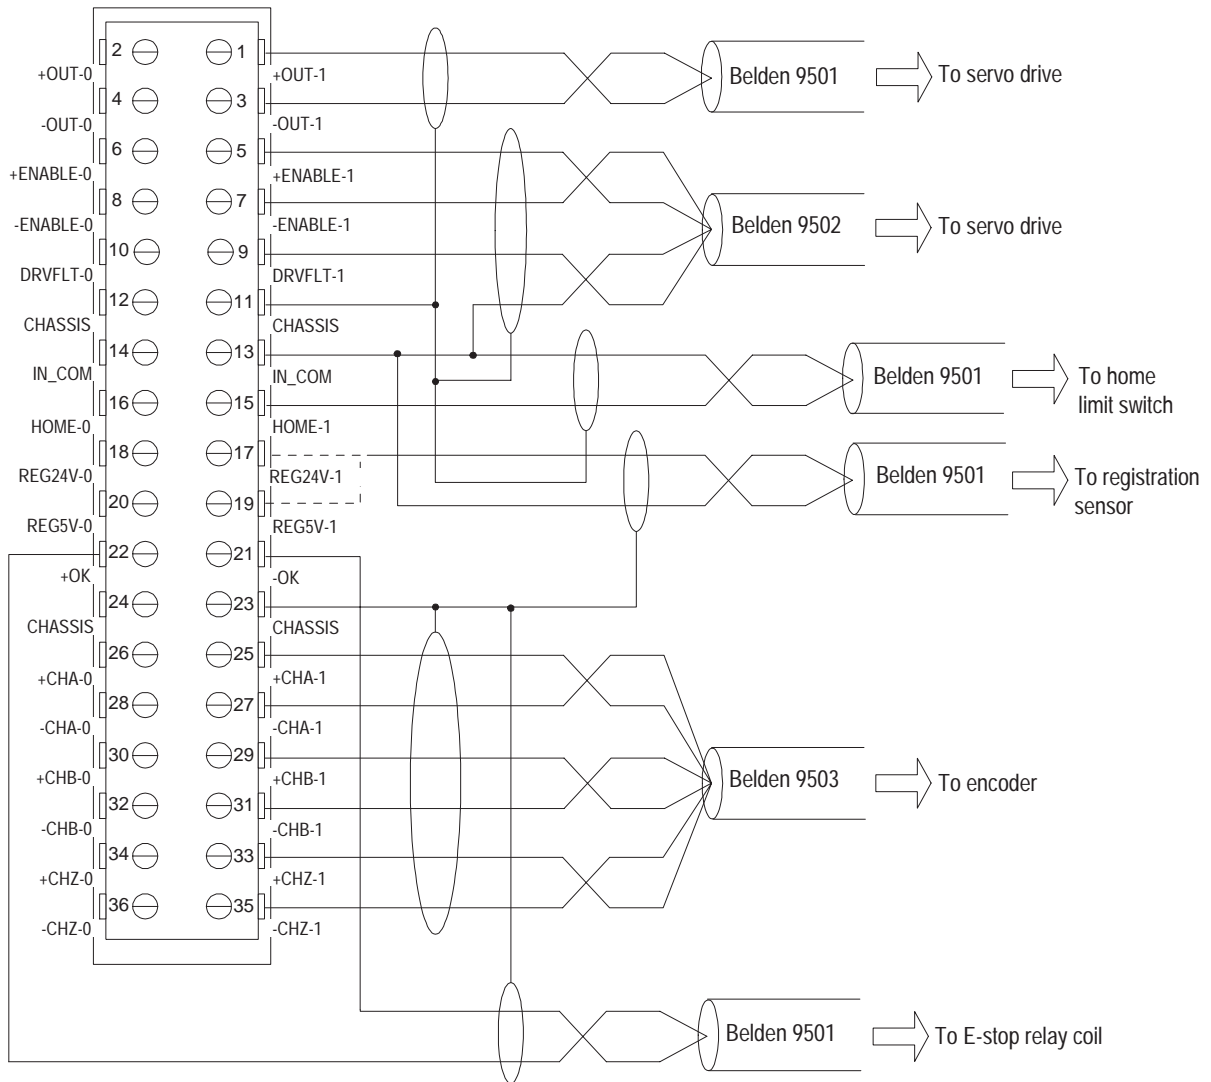 2 1
+OUT-0 +OUT-1
Belden 9501 To servo drive
4 3
-OUT-0 -OUT-1
6 5
+ENABLE-0 +ENABLE-1
8 7
-ENABLE-0 -ENABLE-1
Belden 9502 To servo drive
10 9
DRVFLT-0 DRVFLT-1
12 11
CHASSIS CHASSIS
14 13
IN_COM IN_COM
Belden 9501 To home
limit switch
16 15
HOME-0 HOME-1
18 17
REG24V-0 REG24V-1
Belden 9501 To registration
sensor
20 19
REG5V-0 REG5V-1
22 21
+OK -OK
24 23
CHASSIS CHASSIS
26 25
+CHA-0 +CHA-1
28 27
-CHA-0 -CHA-1
30 29
+CHB-0 +CHB-1
Belden 9503 To encoder
32 31
-CHB-0 -CHB-1
34 33
+CHZ-0 +CHZ-1
36 35
-CHZ-0 -CHZ-1
Belden 9501 To E-stop relay coil